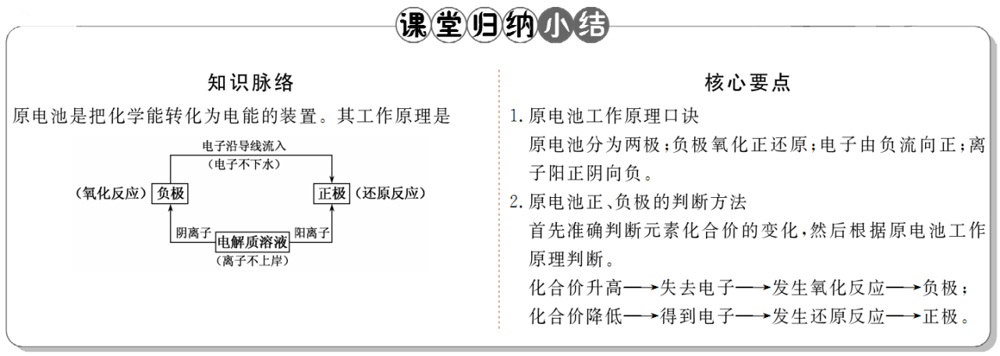 课堂归纳小结
知识脉络
原电池是把化学能转化为电能的装置。其工作原理是
电子沿导线流入
（电子不下水）
（氧化反应）负极
正极（还原反应）
阴离子
阳离子
电解质溶液
（离子不上岸）
核心要点
1.原电池工作原理口诀
原电池分为两极；负极氧化正还原；电子由负流向正；离
子阳正阴向负。
2.原电池正、负极的判断方法
首先准确判断元素化合价的变化，然后根据原电池工作
原理判断。
化合价升高→失去电子→发生氧化反应→负极；
化合价降低→得到电子→发生还原反应→正极。